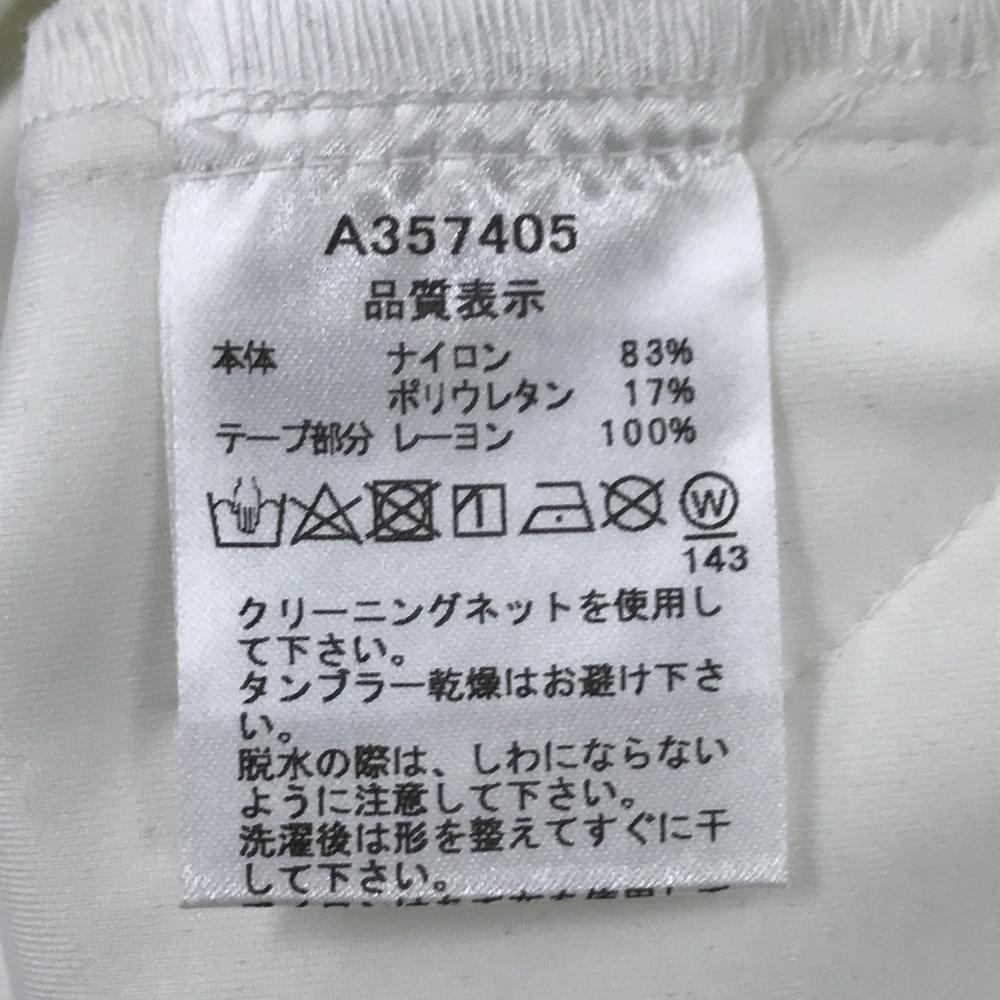 A357405
品質表示
本体 ナイロン 83%
ポリウレタン 17%
テープ部分 レーヨン 100%
W
143
クリーニングネットを使用し
て下さい。
タンブラー乾燥はお避け下さ
い。
脱水の際は、しわにならない
ように注意して下さい。
洗濯後は形を整えてすぐに干
して下さい。